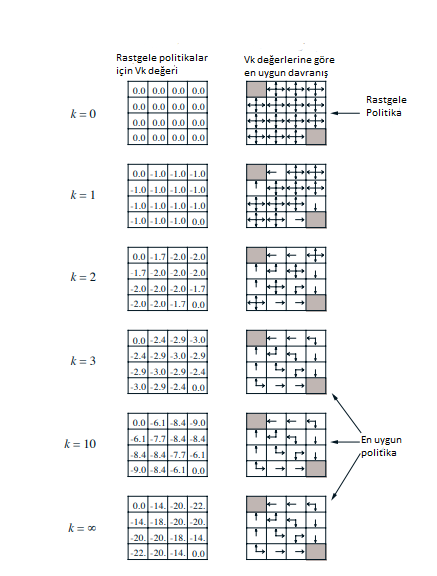 Rastgele politikalar
için Vk değeri
Vk değerlerine göre
en uygun davranış
k = 0
0.0 0.0 0.0 0.0
0.0 0.0 0.0 0.0
0.0 0.0 0.0 0.0
0.0 0.0 0.0 0.0
Rastgele
Politika
k = 1
0.0 -1.0 -1.0 -1.0
-1.0 -1.0 -1.0 -1.0
-1.0 -1.0 -1.0 -1.0
-1.0 -1.0 -1.0 0.0
k = 2
0.0 -1.7 -2.0 -2.0
-1.7 -2.0 -2.0 -2.0
-2.0 -2.0 -2.0 -1.7
-2.0 -2.0 -1.7 0.0
k = 3
0.0 -2.4 -2.9 -3.0
-2.4 -2.9 -3.0 -2.9
-2.9 -3.0 -2.9 -2.4
-3.0 -2.9 -2.4 0.0
k = 10
0.0 -6.1 -8.4 -9.0
-6.1 -7.7 -8.4 -8.4
-8.4 -8.4 -7.7 -6.1
-9.0 -8.4 -6.1 0.0
En uygun
politika
k = ∞
0.0 -14. -20. -22.
-14. -18. -20. -20.
-20. -20. -18. -14.
-22. -20. -14. 0.0